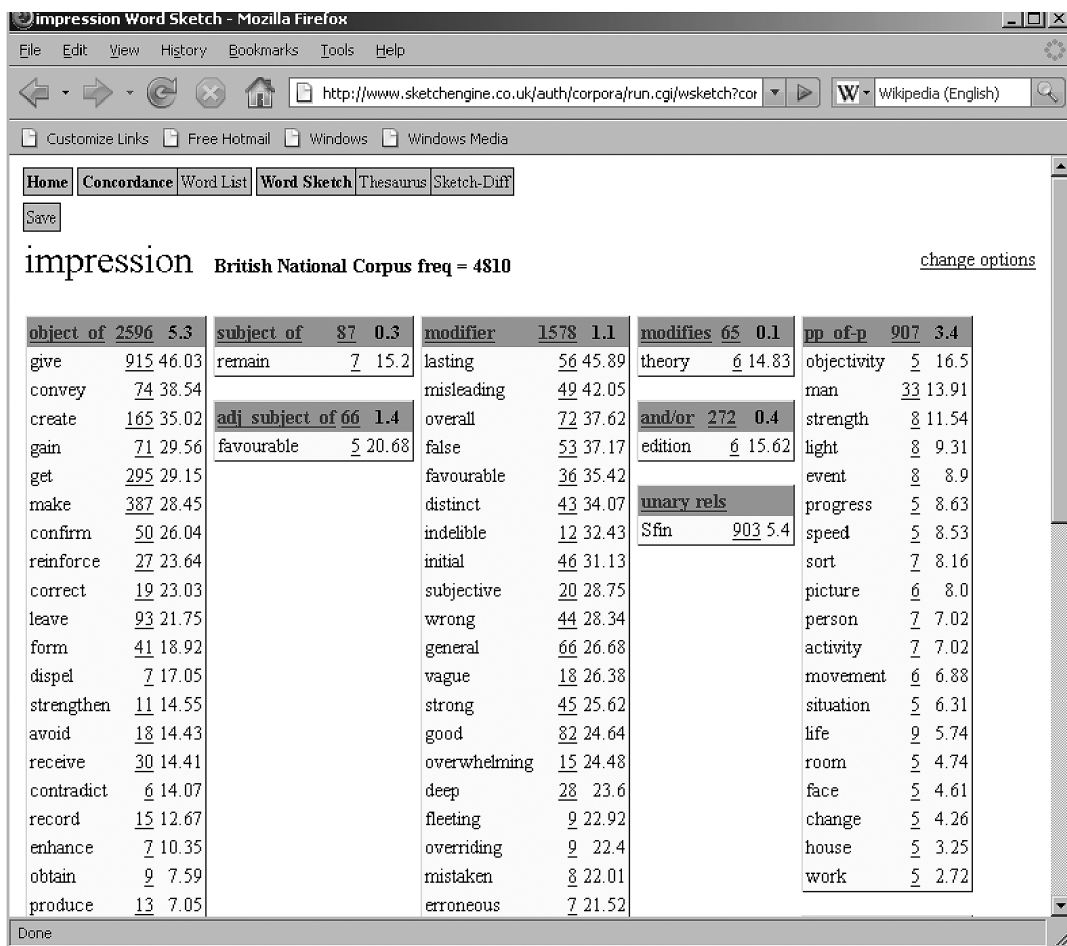 impression Word Sketch - Mozilla Firefox
File Edit View History Bookmarks Tools Help
http://www.sketchengine.co.uk/auth/corpora/run.cgi/wsketch?cor W Wikipedia (English)
Customize Links Free Hotmail Windows Windows Media
Home Concordance Word List Word Sketch Thesaurus Sketch-Diff
Save
impression British National Corpus freq = 4810 change options
object_of 2596 5.3
give 915 46.03
convey 74 38.54
create 165 35.02
gain 71 29.56
get 295 29.15
make 387 28.45
confirm 50 26.04
reinforce 27 23.64
correct 19 23.03
leave 93 21.75
form 41 18.92
dispel 7 17.05
strengthen 11 14.55
avoid 18 14.43
receive 30 14.41
contradict 6 14.07
record 15 12.67
enhance 7 10.35
obtain 9 7.59
produce 13 7.05
subject_of 87 0.3
remain 7 15.2
adj_subject_of 66 1.4
favourable 5 20.68
modifier 1578 1.1
lasting 56 45.89
misleading 49 42.05
overall 72 37.62
false 53 37.17
favourable 36 35.42
distinct 43 34.07
indelible 12 32.43
initial 46 31.13
subjective 20 28.75
wrong 44 28.34
general 66 26.68
vague 18 26.38
strong 45 25.62
good 82 24.64
overwhelming 15 24.48
deep 28 23.6
fleeting 9 22.92
overriding 9 22.4
mistaken 8 22.01
erroneous 7 21.52
modifies 65 0.1
theory 6 14.83
and/or 272 0.4
edition 6 15.62
unary rels
Sfin 903 5.4
pp_of-p 907 3.4
objectivity 5 16.5
man 33 13.91
strength 8 11.54
light 8 9.31
event 8 8.9
progress 5 8.63
speed 5 8.53
sort 7 8.16
picture 6 8.0
person 7 7.02
activity 7 7.02
movement 6 6.88
situation 5 6.31
life 9 5.74
room 5 4.74
face 5 4.61
change 5 4.26
house 5 3.25
work 5 2.72
Done